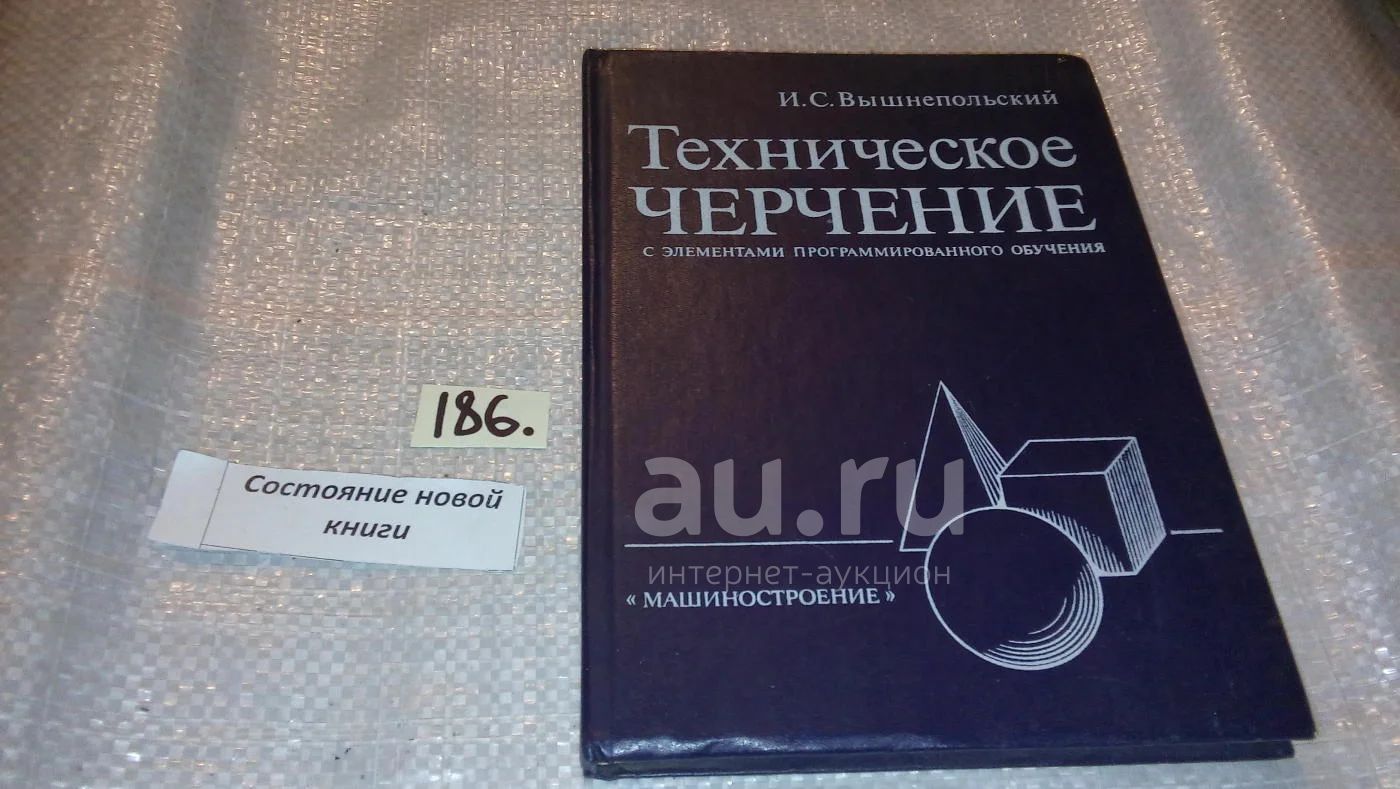 И.С.Вышнепольский
Техническое
ЧЕРЧЕНИЕ
С ЭЛЕМЕНТАМИ ПРОГРАММИРОВАННОГО ОБУЧЕНИЯ
186.
Состояние новой
книги
au.ru
интернет-аукцион
«МАШИНОСТРОЕНИЕ»